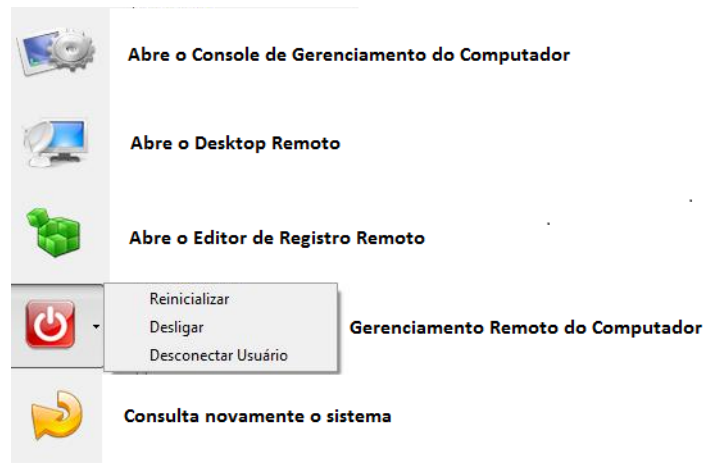 Abre o Console de Gerenciamento do Computador
Abre o Desktop Remoto
Abre o Editor de Registro Remoto
Reinicializar
Desligar
Desconectar Usuário
Gerenciamento Remoto do Computador
Consulta novamente o sistema